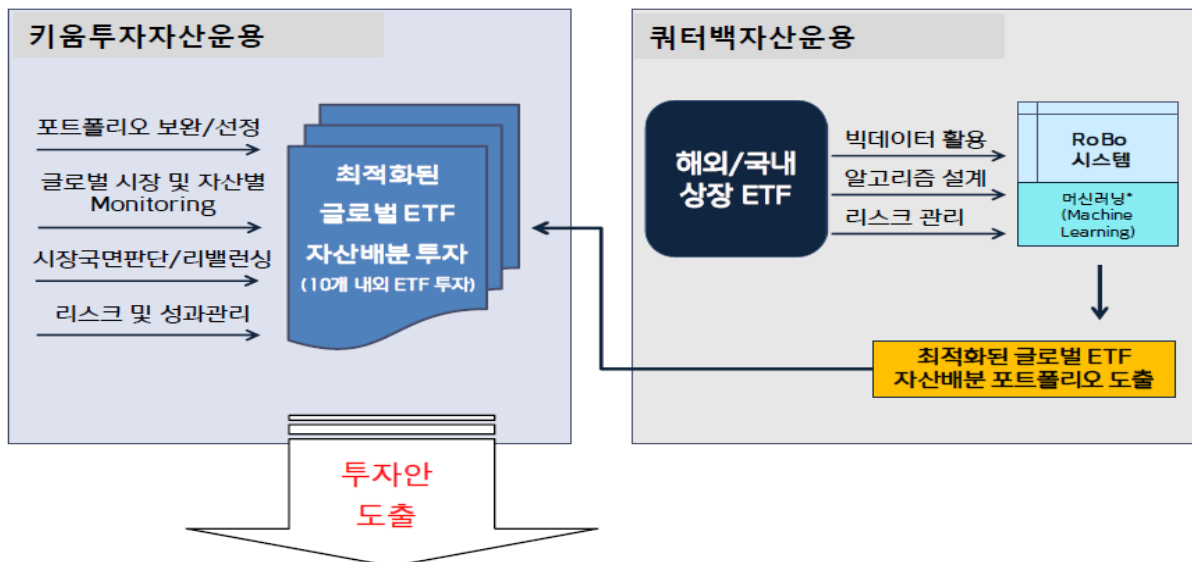 키움투자자산운용
포트폴리오 보완/선정
글로벌 시장 및 자산별
Monitoring
시장국면판단/리밸런싱
리스크 및 성과관리
최적화된
글로벌 ETF
자산배분 투자
(10개 내외 ETF 투자)
쿼터백자산운용
해외/국내
상장 ETF
빅데이터 활용
알고리즘 설계
리스크 관리
RoBo
시스템
머신러닝*
(Machine
Learning)
최적화된 글로벌 ETF
자산배분 포트폴리오 도출
투자안
도출